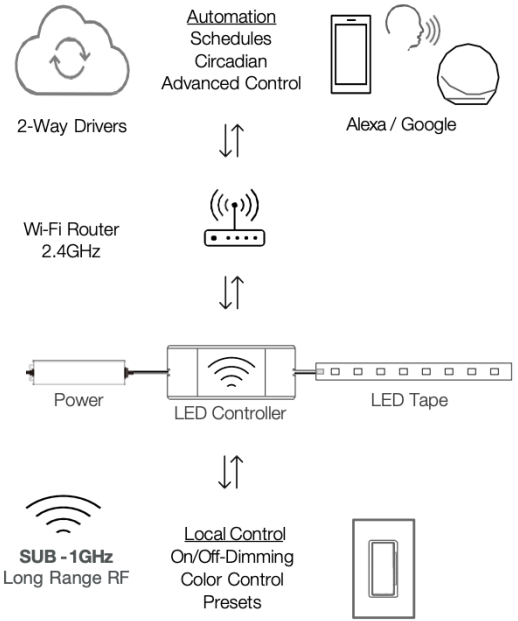 Automation
Schedules
Circadian
Advanced Control
2-Way Drivers
Alexa / Google
Wi-Fi Router
2.4GHz
Power
LED Controller
LED Tape
SUB - 1GHz
Long Range RF
Local Control
On/Off-Dimming
Color Control
Presets